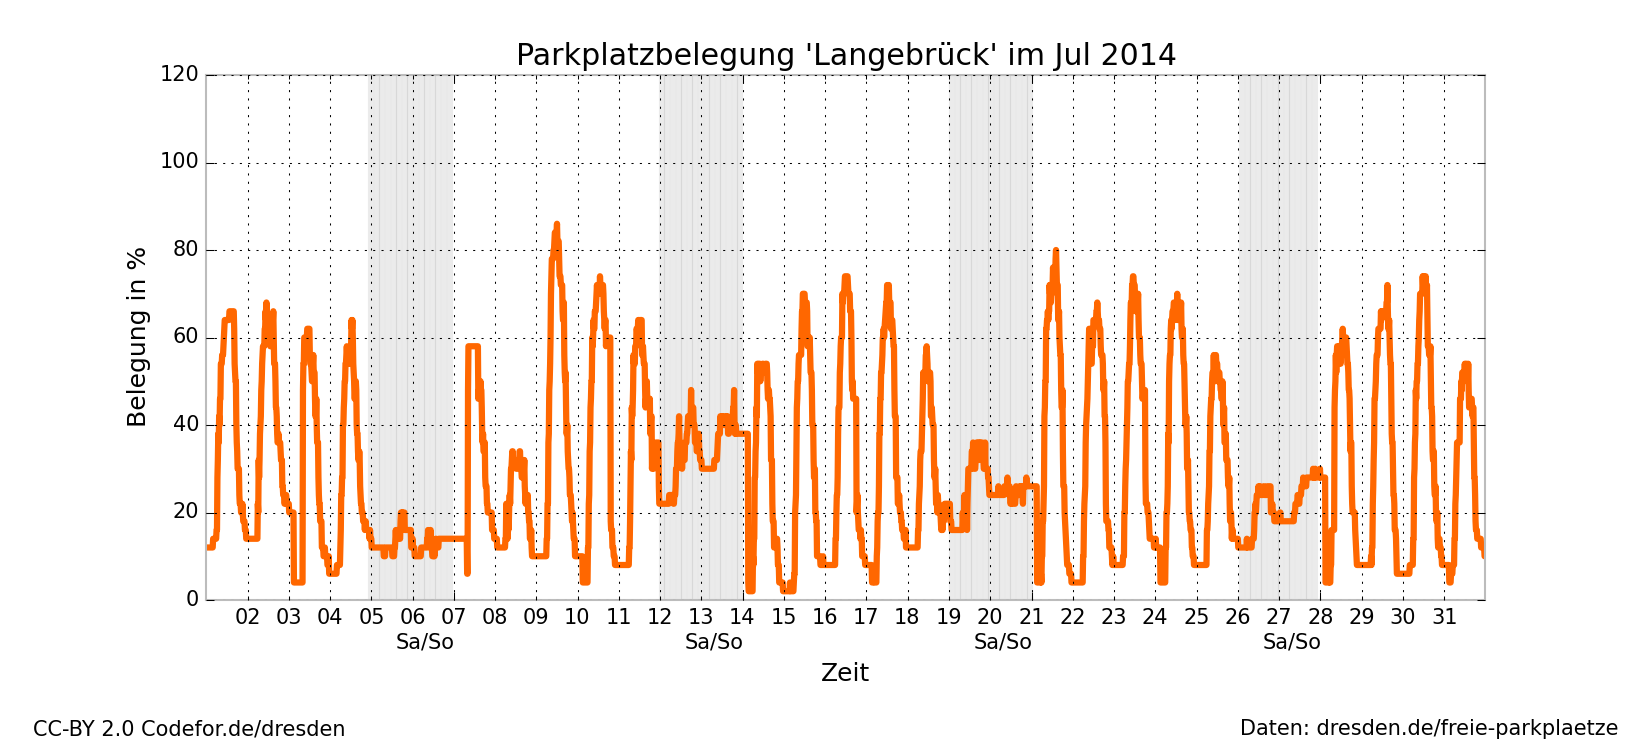 Parkplatzbelegung 'Langebrück' im Jul 2014
120
100
80
60
40
20
0
Belegung in %
02 03 04 05 06 07 08 09 10 11 12 13 14 15 16 17 18 19 20 21 22 23 24 25 26 27 28 29 30 31
Sa/So Sa/So Sa/So Sa/So
Zeit
CC-BY 2.0 Codefor.de/dresden
Daten: dresden.de/freie-parkplaetze